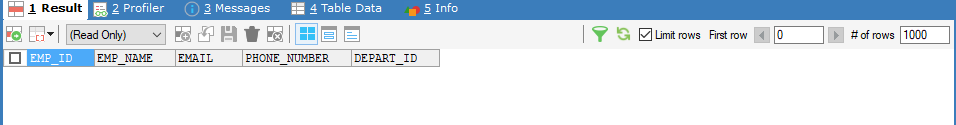 1 Result 2 Profiler 3 Messages 4 Table Data 5 Info
(Read Only) Limit rows First row 0 # of rows 1000
EMP_ID EMP_NAME EMAIL PHONE_NUMBER DEPART_ID